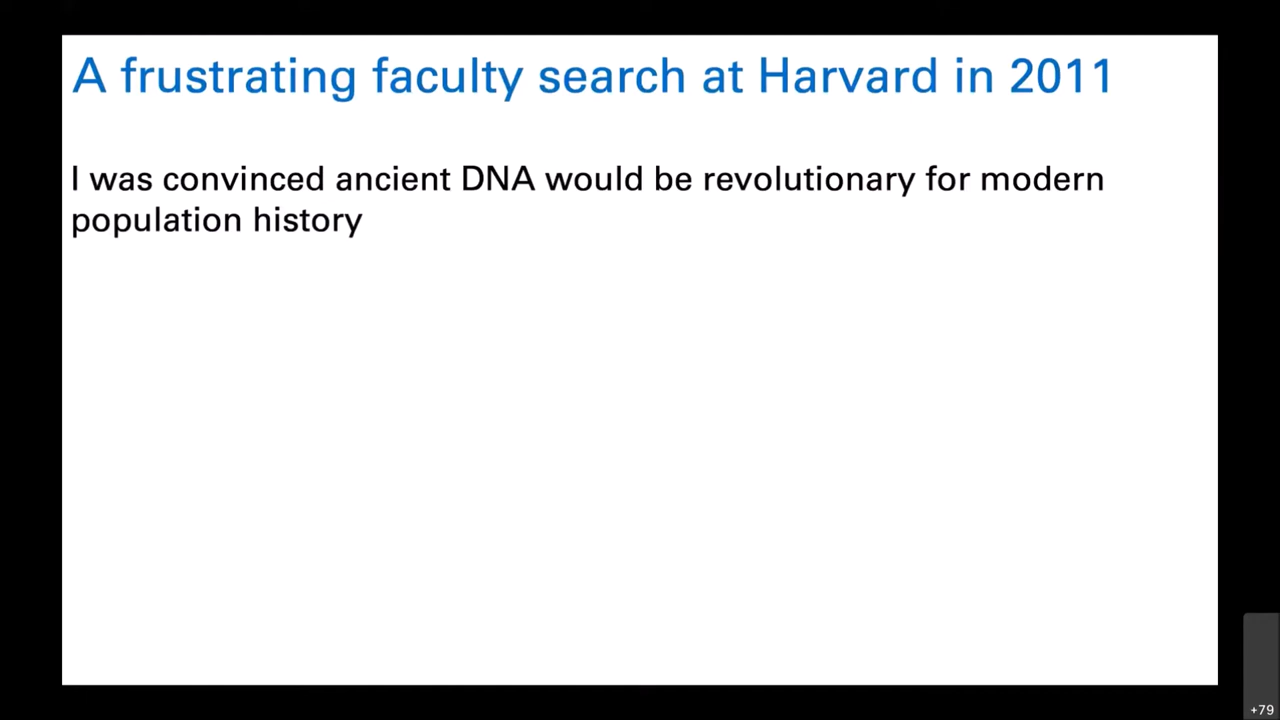 A frustrating faculty search at Harvard in 2011
I was convinced ancient DNA would be revolutionary for modern
population history
+79